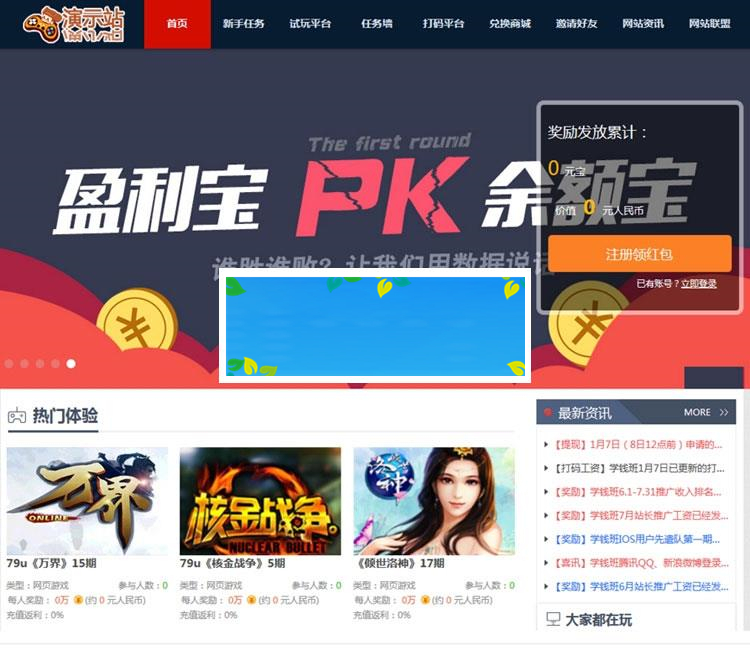 演示站
首页 新手任务 试玩平台 任务墙 打码平台 兑换商城 邀请好友 网站资讯 网站联盟
The first round
盈利宝 PK 余额宝
谁胜谁败? 让我们用数据说话
奖励发放累计：
0 元宝
价值 0 元人民币
注册领红包
已有账号？立即登录
热门体验
万界
ONLINE
79u《万界》15期
类型：网页游戏 参与人数：0
每人奖励： 0万 (约 0 元人民币)
充值返利：0%
核金战争
NUCLEAR BULLET
79u《核金战争》5期
类型：网页游戏 参与人数：0
每人奖励： 0万 (约 0 元人民币)
充值返利：0%
洛神
《倾世洛神》17期
类型：网页游戏 参与人数：0
每人奖励： 0万 (约 0 元人民币)
充值返利：0%
最新资讯 MORE >>
【提现】1月7日（8日12点前）申请的...
【打码工资】学钱班1月7日已更新的打...
【奖励】学钱班6.1-7.31推广收入排名...
【奖励】学钱班7月站长推广工资已经发...
【奖励】学钱班IOS用户先遣队第一期...
【喜讯】学钱班腾讯QQ、新浪微博登录...
【奖励】学钱班6月站长推广工资已经发...
大家都在玩